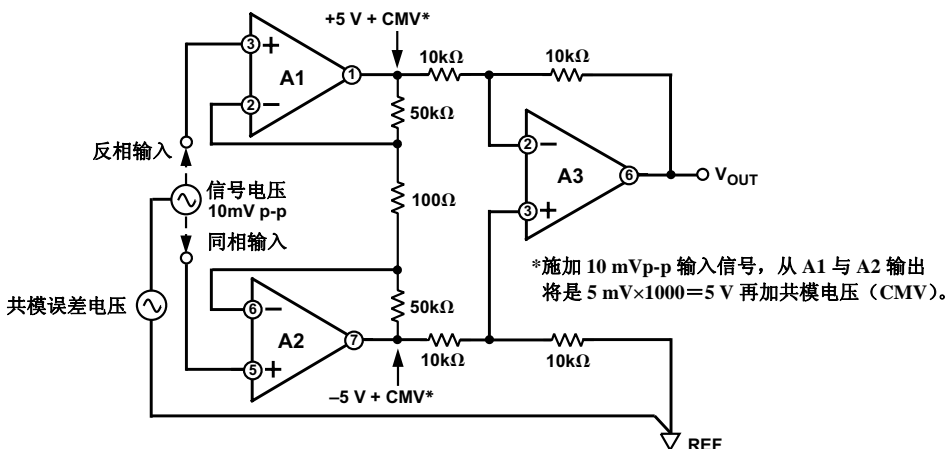 +5 V + CMV*
10kΩ
10kΩ
3
+
A1
1
2
−
50kΩ
反相输入
2
−
A3
6
V_OUT
3
+
信号电压
10mV p-p
100Ω
同相输入
*施加 10 mVp-p 输入信号，从 A1 与 A2 输出
将是 5 mV×1000＝5 V 再加共模电压（CMV）。
共模误差电压
6
−
50kΩ
A2
7
5
+
10kΩ
10kΩ
–5 V + CMV*
REF